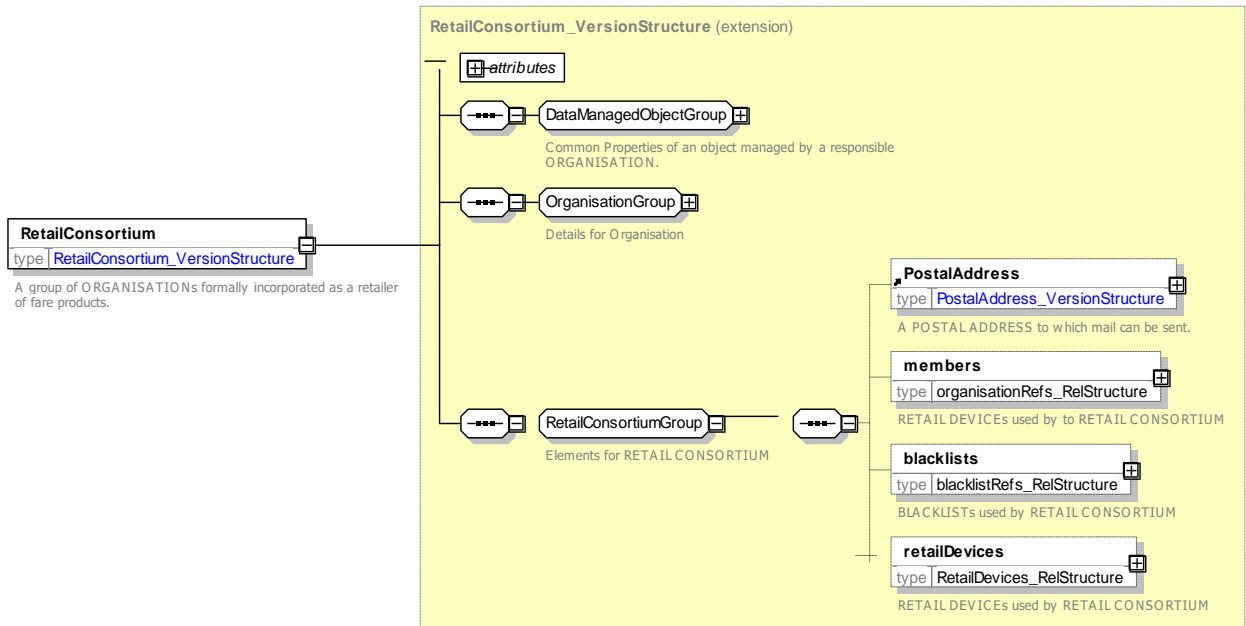 RetailConsortium_VersionStructure (extension)
attributes
DataManagedObjectGroup
Common Properties of an object managed by a responsible
ORGANISATION.
OrganisationGroup
Details for Organisation
RetailConsortium
type RetailConsortium_VersionStructure
A group of ORGANISATIONs formally incorporated as a retailer
of fare products.
PostalAddress
type PostalAddress_VersionStructure
A POSTAL ADDRESS to which mail can be sent.
members
type organisationRefs_RelStructure
RETAIL DEVICEs used by to RETAIL CONSORTIUM
RetailConsortiumGroup
Elements for RETAIL CONSORTIUM
blacklists
type blacklistRefs_RelStructure
BLACKLISTs used by RETAIL CONSORTIUM
retailDevices
type RetailDevices_RelStructure
RETAIL DEVICEs used by RETAIL CONSORTIUM